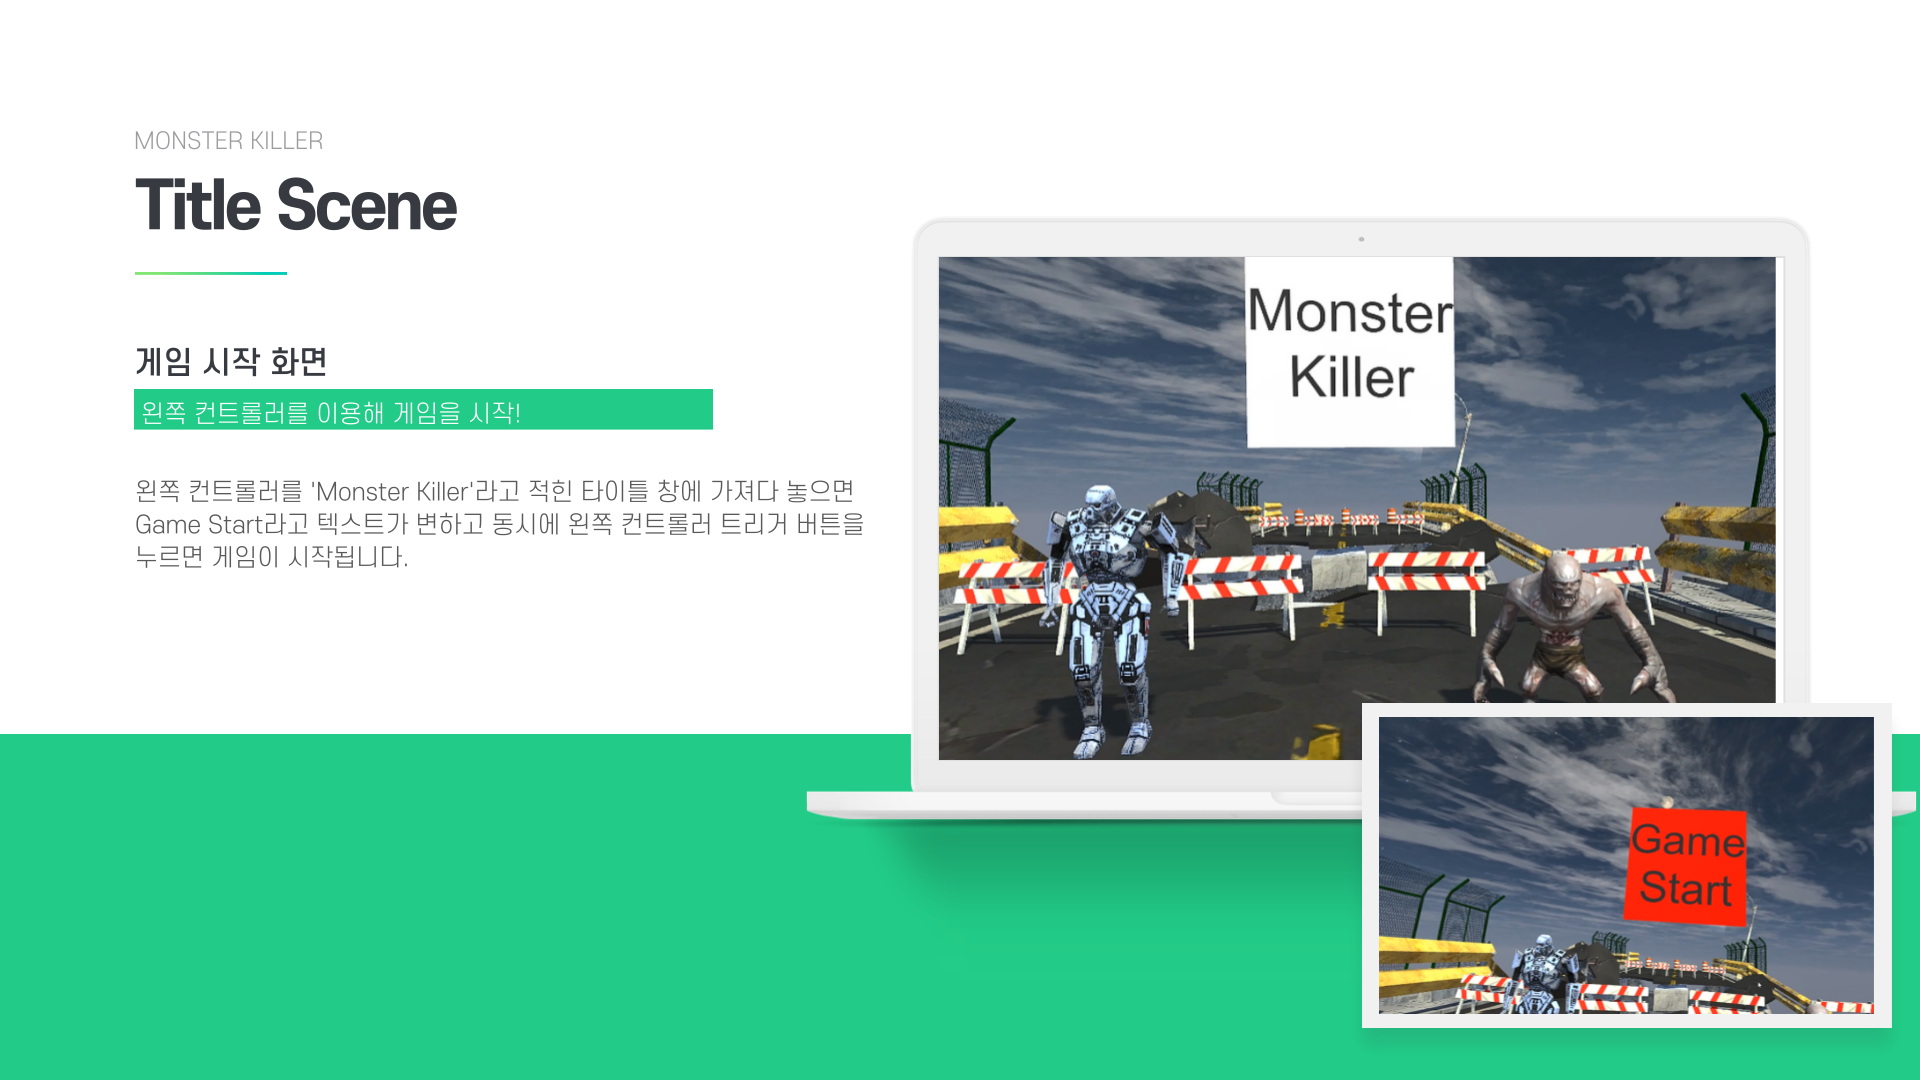 MONSTER KILLER
Title Scene
게임 시작 화면
왼쪽 컨트롤러를 이용해 게임을 시작!
왼쪽 컨트롤러를 'Monster Killer'라고 적힌 타이틀 창에 가져다 놓으면
Game Start라고 텍스트가 변하고 동시에 왼쪽 컨트롤러 트리거 버튼을
누르면 게임이 시작됩니다.
Monster
Killer
Game
Start